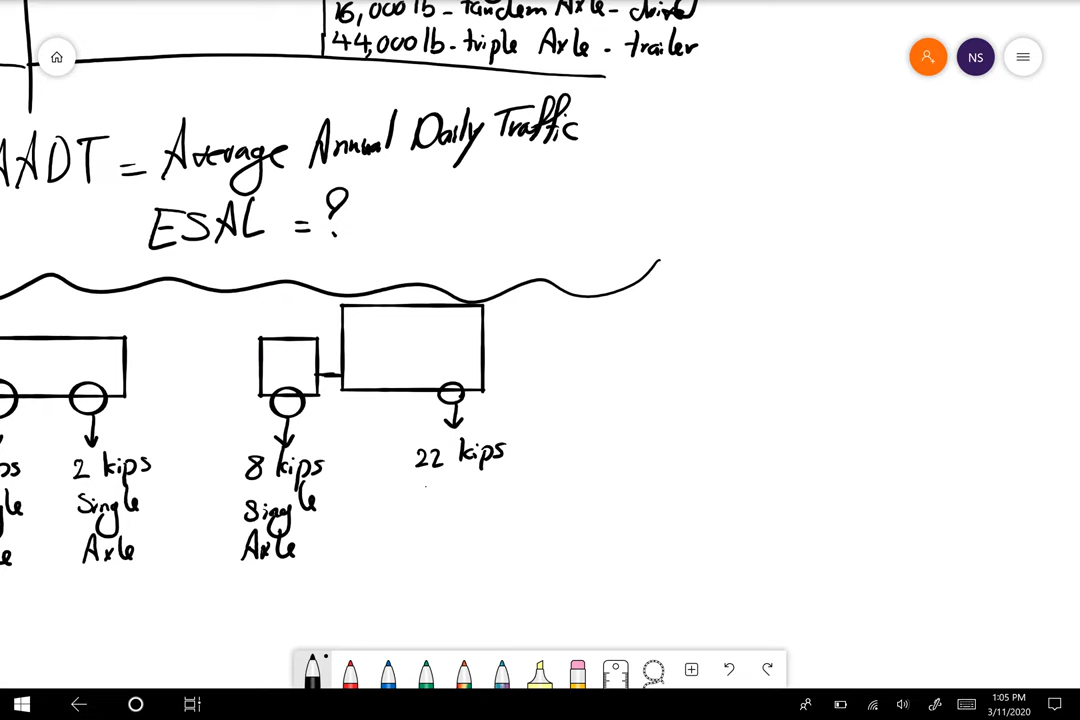 16,000 lb - tandem Axle - drive
44,000 lb - triple Axle - trailer
NS
AADT = Average Annual Daily Traffic
ESAL = ?
2 kips
Single
Axle
8 kips
Single
Axle
22 kips
1:05 PM
3/11/2020